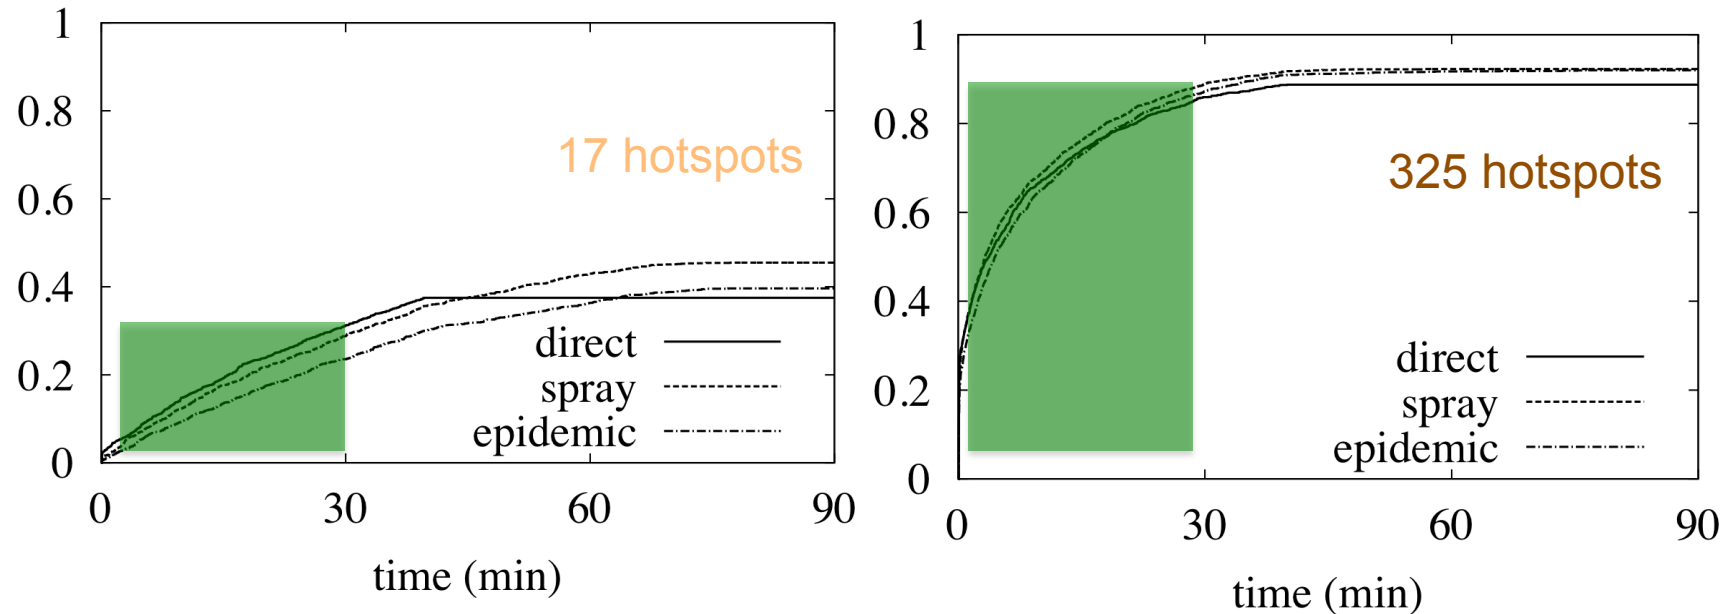 1
0.8
0.6
0.4
0.2
0
17 hotspots
direct
spray
epidemic
0 30 60 90
time (min)
1
0.8
0.6
0.4
0.2
0
325 hotspots
direct
spray
epidemic
0 30 60 90
time (min)